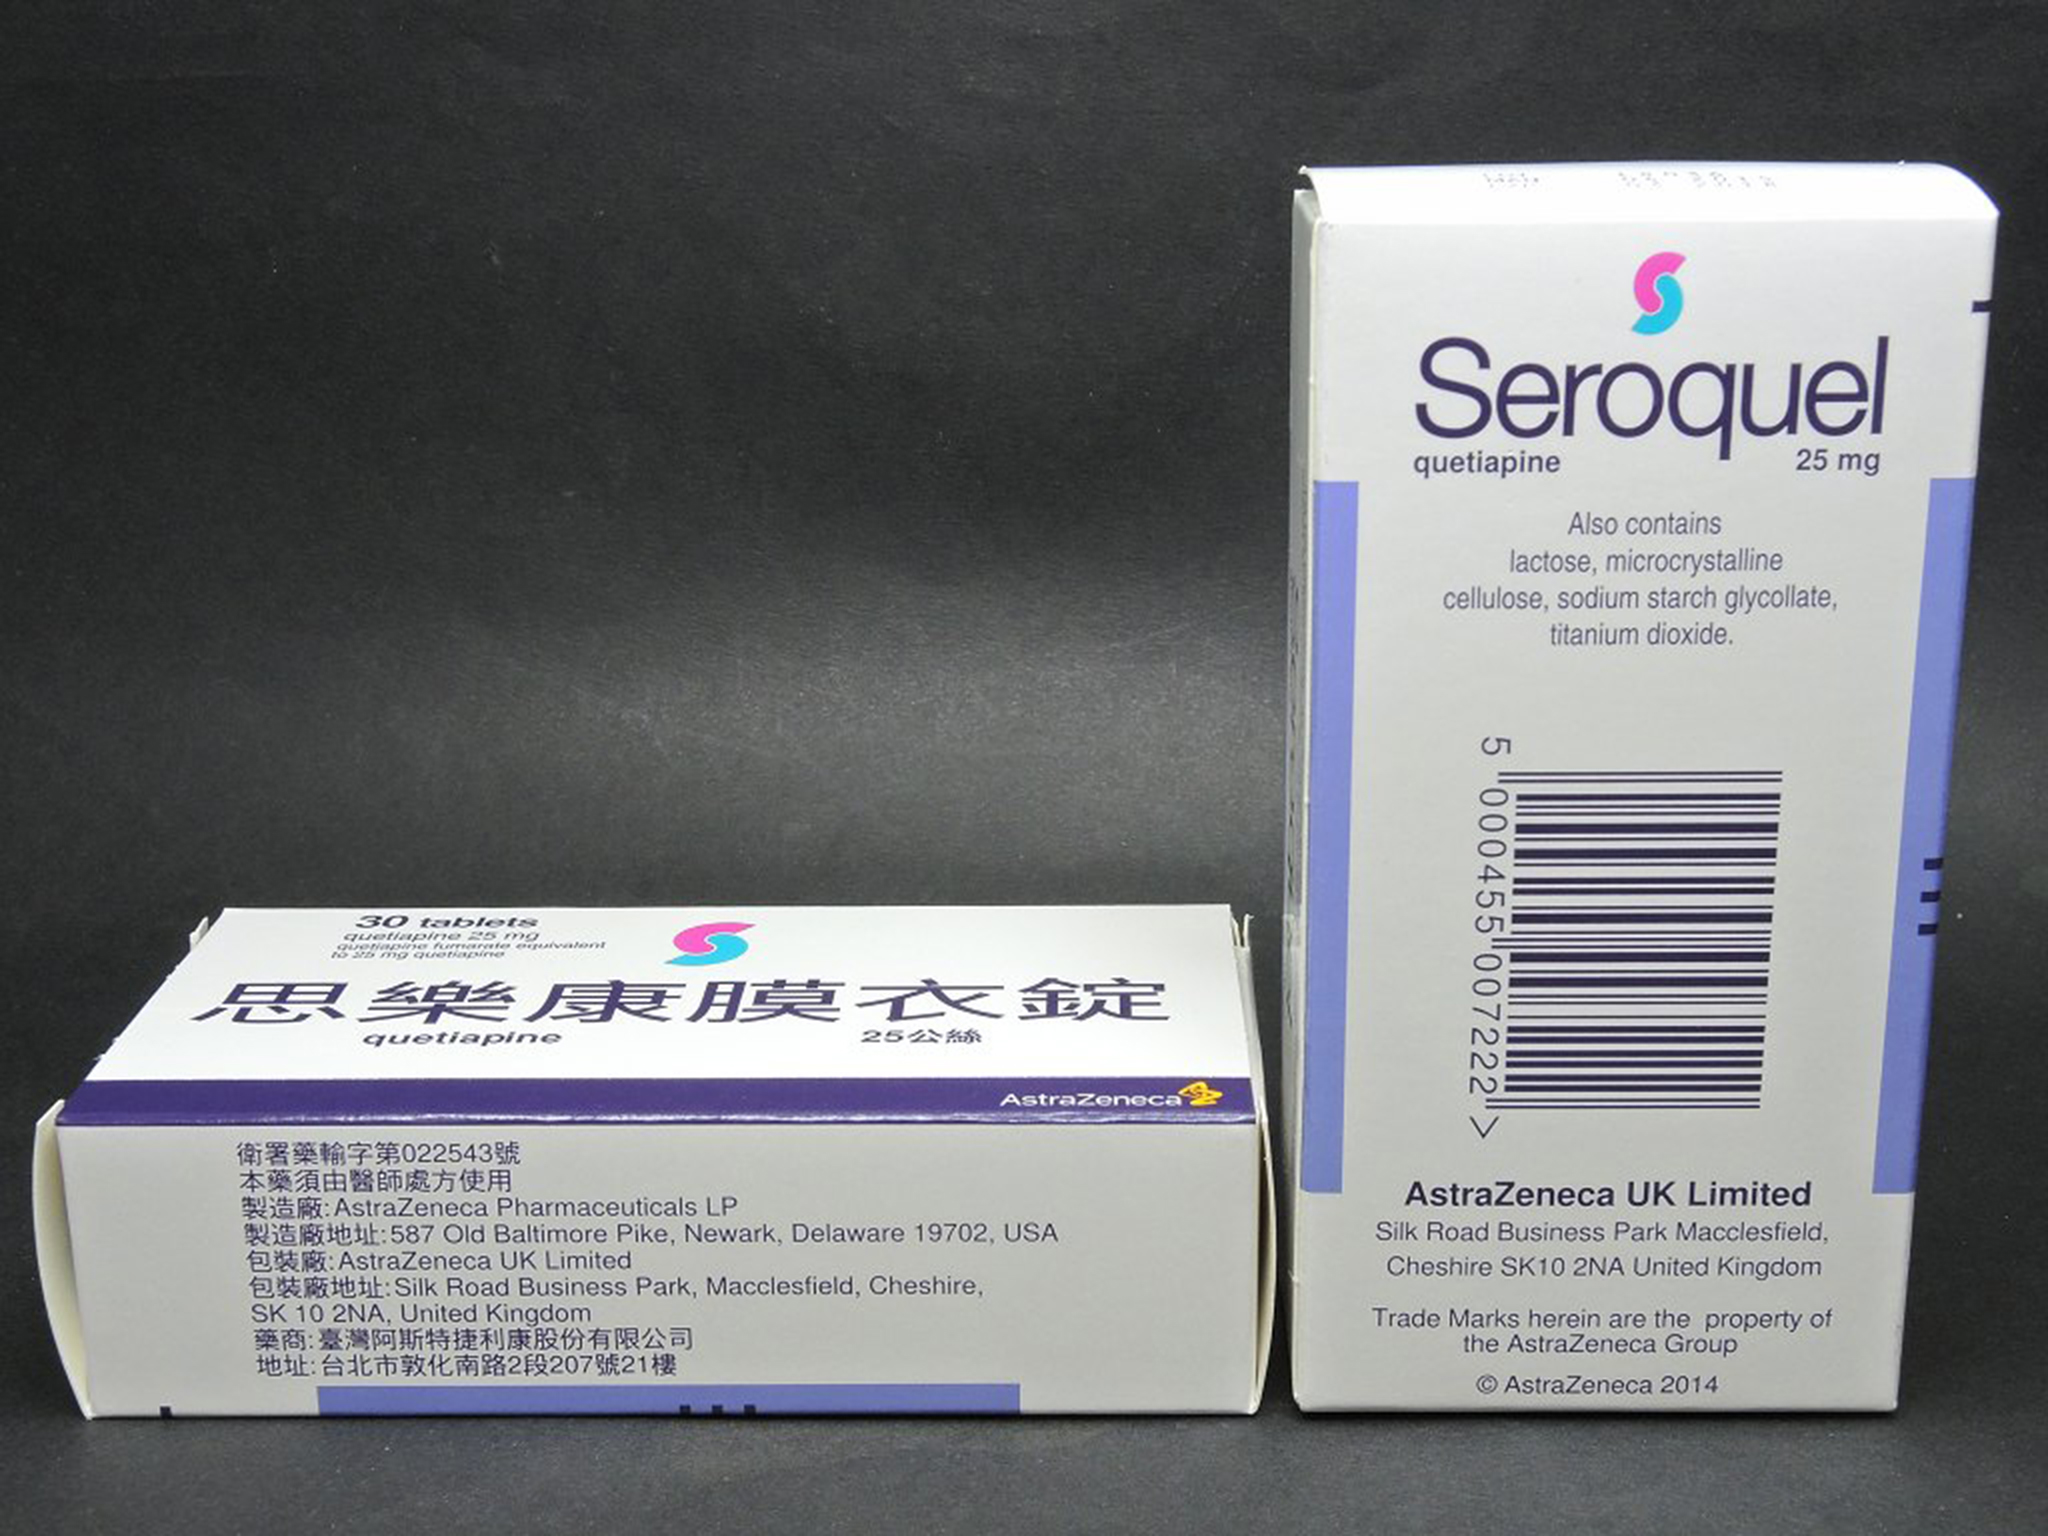 30 tablets
quetiapine 25 mg
quetiapine fumarate equivalent
to 25 mg quetiapine
思樂康膜衣錠
quetiapine 25公絲
AstraZeneca
衛署藥輸字第022543號
本藥須由醫師處方使用
製造廠:AstraZeneca Pharmaceuticals LP
製造廠地址:587 Old Baltimore Pike, Newark, Delaware 19702, USA
包裝廠:AstraZeneca UK Limited
包裝廠地址:Silk Road Business Park, Macclesfield, Cheshire,
SK 10 2NA, United Kingdom
藥商:臺灣阿斯特捷利康股份有限公司
地址:台北市敦化南路2段207號21樓
Seroquel
quetiapine 25 mg
Also contains
lactose, microcrystalline
cellulose, sodium starch glycollate,
titanium dioxide.
5 000455 007222 >
AstraZeneca UK Limited
Silk Road Business Park Macclesfield,
Cheshire SK10 2NA United Kingdom
Trade Marks herein are the property of
the AstraZeneca Group
© AstraZeneca 2014